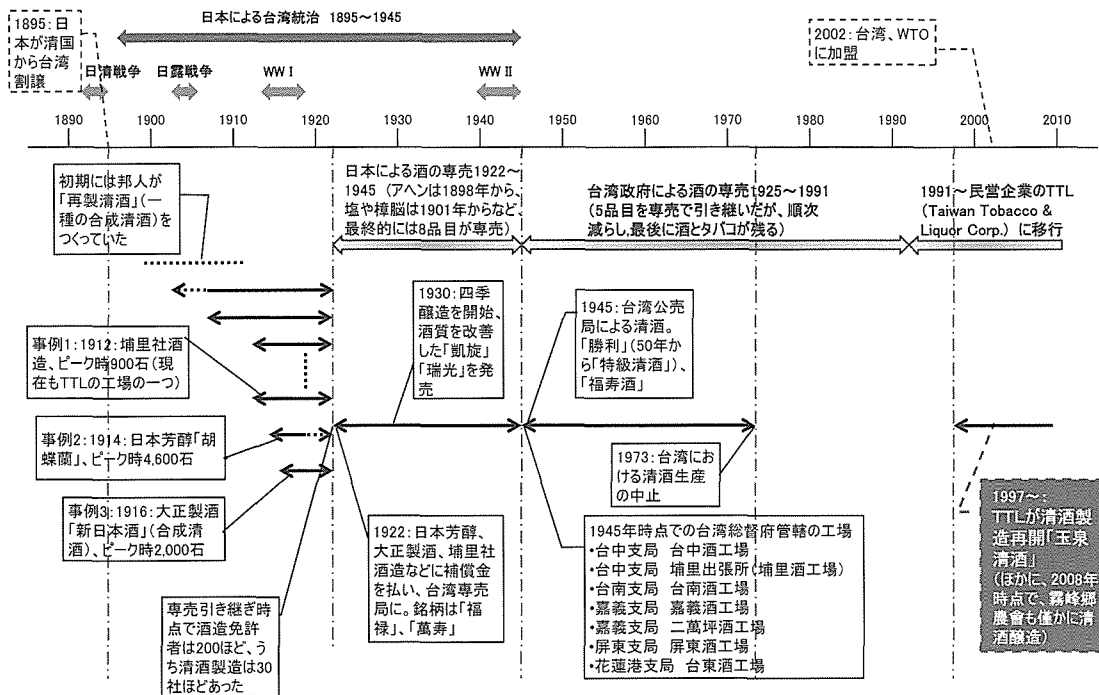 日本による台湾統治 1895~1945
1895:日
本が清国
から台湾
割譲
2002:台湾、WTO
に加盟
日清戦争
日露戦争
WW I
WW II
1890 1900 1910 1920 1930 1940 1950 1960 1970 1980 1990 2000 2010
初期には邦人が
「再製清酒」(一
種の合成清酒)を
つくっていた
日本による酒の専売1922~
1945 (アヘンは1898年から、
塩や樟脳は1901年からなど、
最終的には8品目が専売)
台湾政府による酒の専売1925~1991
(5品目を専売で引き継いだが、順次
減らし,最後に酒とタバコが残る)
1991~民営企業のTTL
(Taiwan Tobacco &
Liquor Corp.) に移行
事例1:1912:埔里社酒
造、ピーク時900石(現
在もTTLの工場の一つ)
事例2:1914:日本芳醇「胡
蝶蘭」、ピーク時4,600石
事例3:1916:大正製酒
「新日本酒」(合成清
酒)、ピーク時2,000石
専売引き継ぎ時
点で酒造免許
者は200ほど、う
ち清酒製造は30
社ほどあった
1930:四季
醸造を開始、
酒質を改善
した「凱旋」
「瑞光」を発
売
1922:日本芳醇、
大正製酒、埔里社
酒造などに補償金
を払い、台湾専売
局に。銘柄は「福
禄」、「萬寿」
1945:台湾公売
局による清酒。
「勝利」(50年か
ら「特級清酒」)、
「福寿酒」
1973:台湾にお
ける清酒生産
の中止
1945年時点での台湾総督府管轄の工場
・台中支局 台中酒工場
・台中支局 埔里出張所(埔里酒工場)
・台南支局 台南酒工場
・嘉義支局 嘉義酒工場
・嘉義支局 二萬坪酒工場
・屏東支局 屏東酒工場
・花蓮港支局 台東酒工場
1997~:
TTLが清酒製
造再開「玉泉
清酒」
(ほかに、2008年
時点で、霧峰郷
農會も僅かに清
酒醸造)